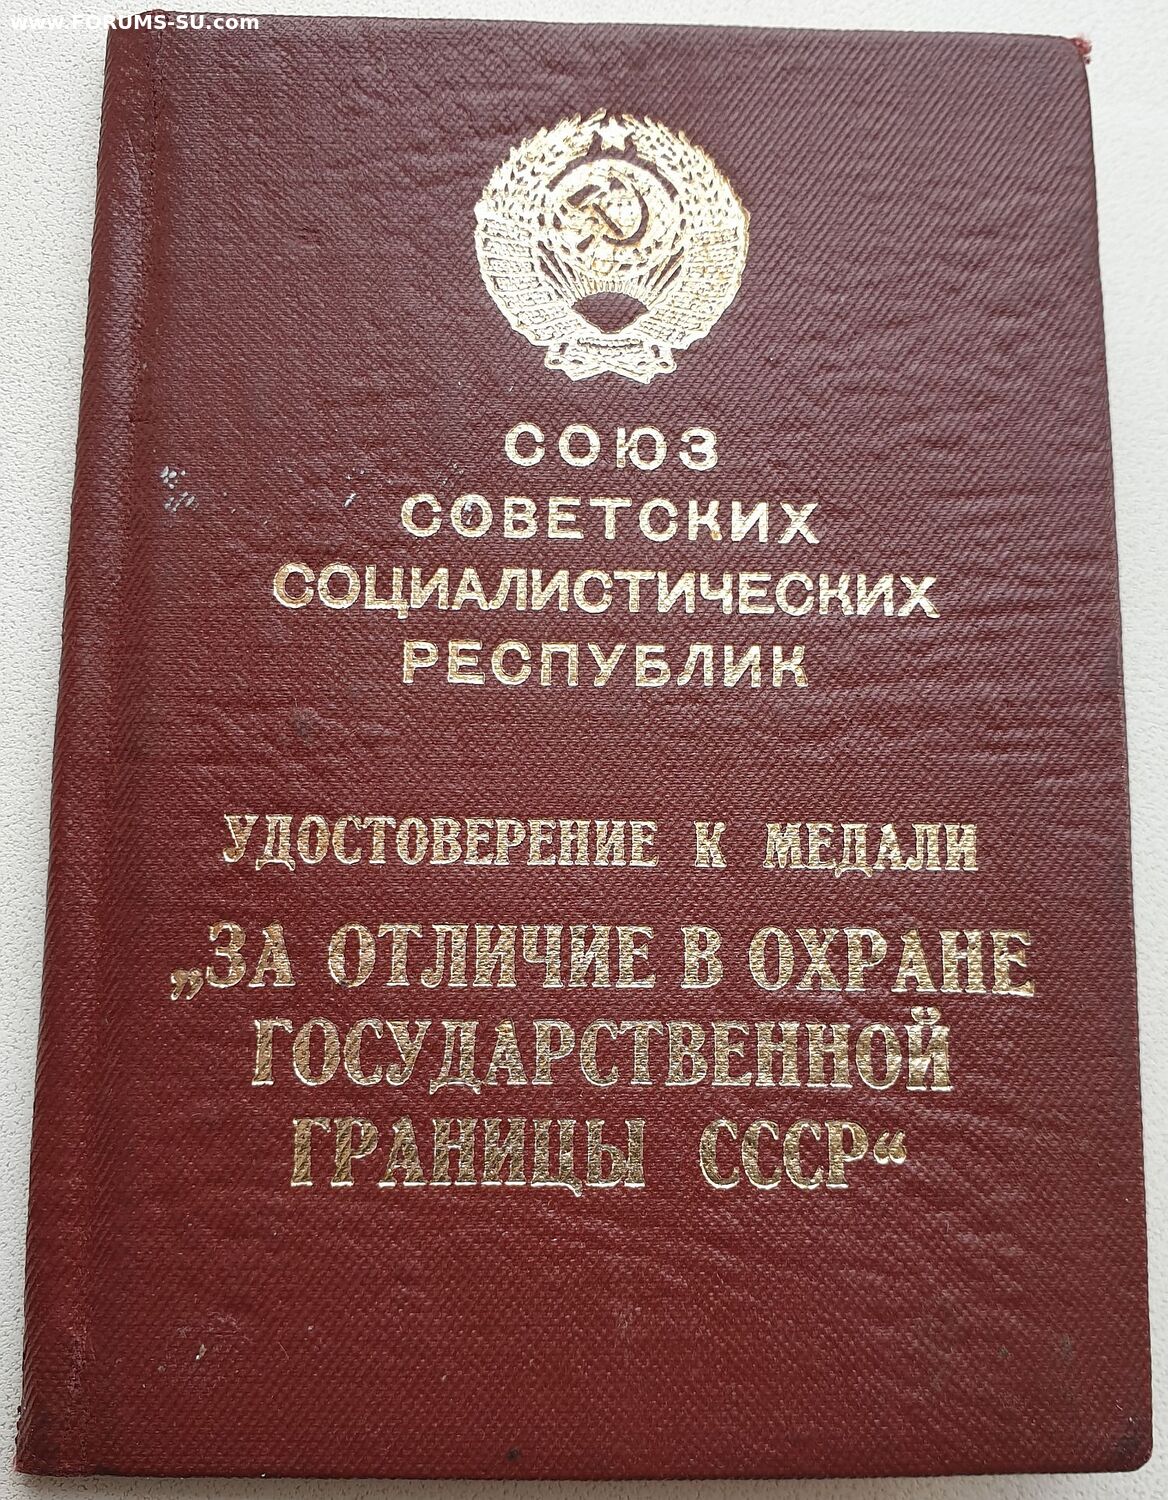 www.FORUMS-SU.com
СОЮЗ
СОВЕТСКИХ
СОЦИАЛИСТИЧЕСКИХ
РЕСПУБЛИК
УДОСТОВЕРЕНИЕ К МЕДАЛИ
„ЗА ОТЛИЧИЕ В ОХРАНЕ
ГОСУДАРСТВЕННОЙ
ГРАНИЦЫ СССР“